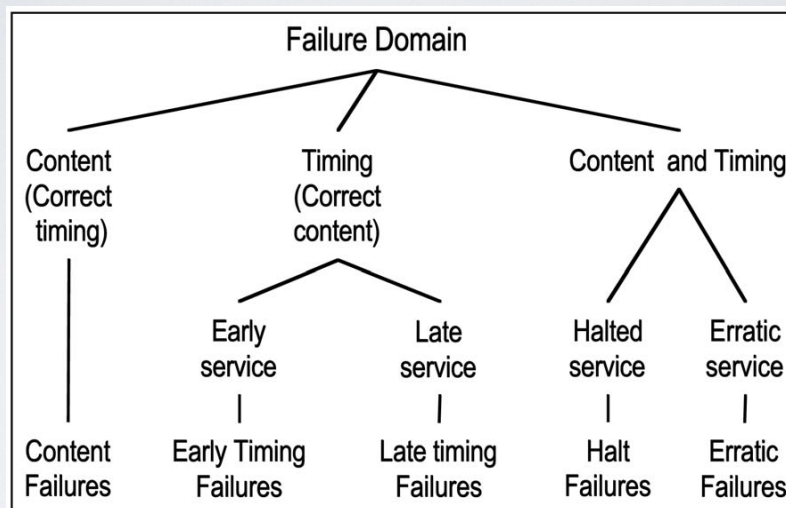 Failure Domain
Content
(Correct
timing)
Timing
(Correct
content)
Content and Timing
Early
service
Late
service
Halted
service
Erratic
service
Content
Failures
Early Timing
Failures
Late timing
Failures
Halt
Failures
Erratic
Failures